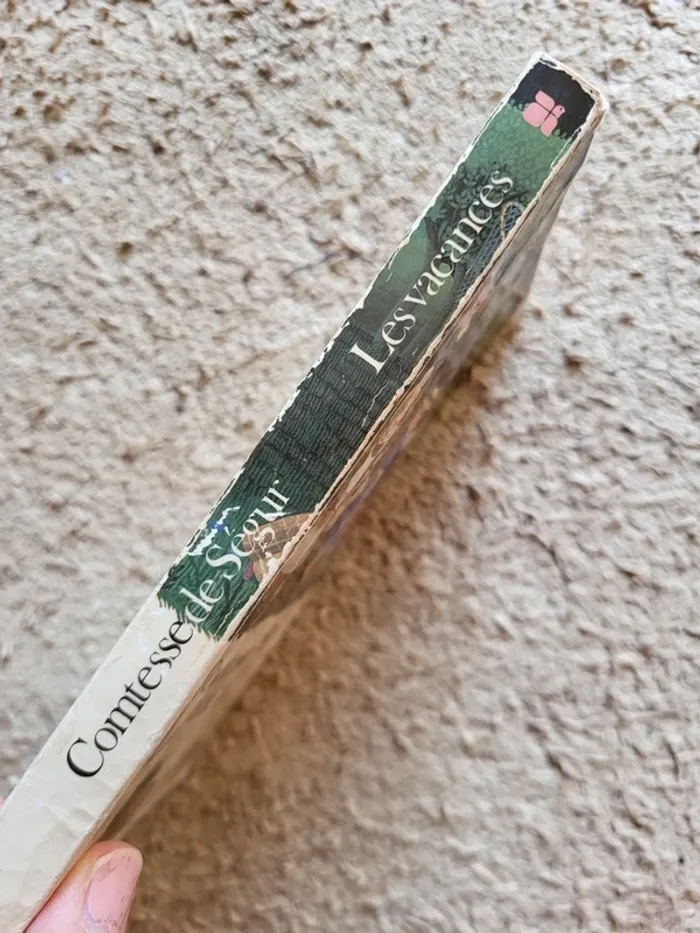 Comtesse de Ségur
Les vacances